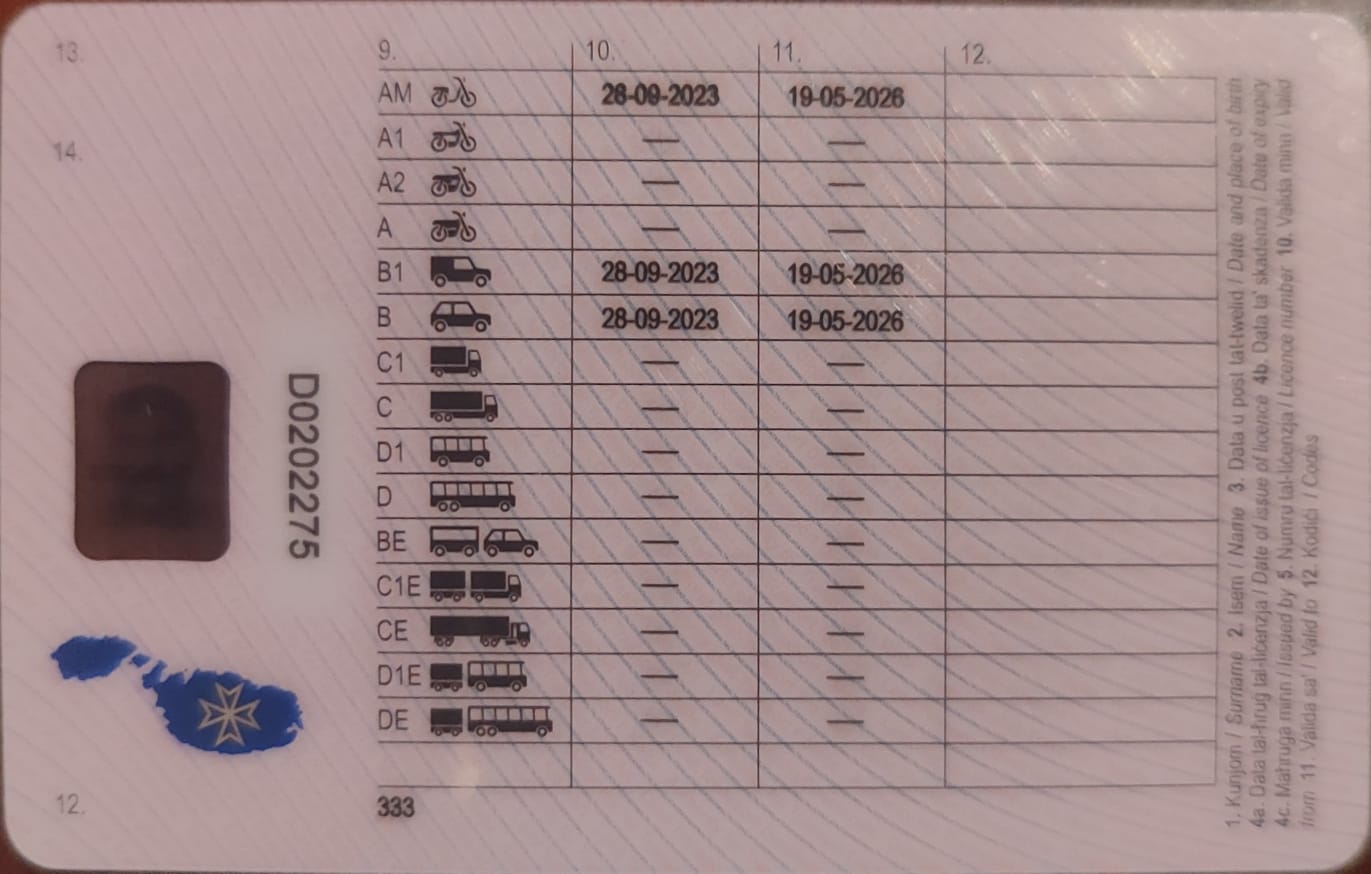 13.
14.
12.
D0202275
9. 10. 11. 12.
AM 28-09-2023 19-05-2026
A1 — —
A2 — —
A — —
B1 28-09-2023 19-05-2026
B 28-09-2023 19-05-2026
C1 — —
C — —
D1 — —
D — —
BE — —
C1E — —
CE — —
D1E — —
DE — —
333
1. Kunjom / Surname 2. Isem / Name 3. Data u post tat-twelid / Date and place of birth
4a. Data tal-ħruġ tal-liċenzja / Date of issue of licence 4b. Data ta' skadenza / Date of expiry
4c. Maħruġa minn / Issued by 5. Numru tal-liċenzja / Licence number 10. Valida minn / Valid
from 11. Valida sa' / Valid to 12. Kodiċi / Codes